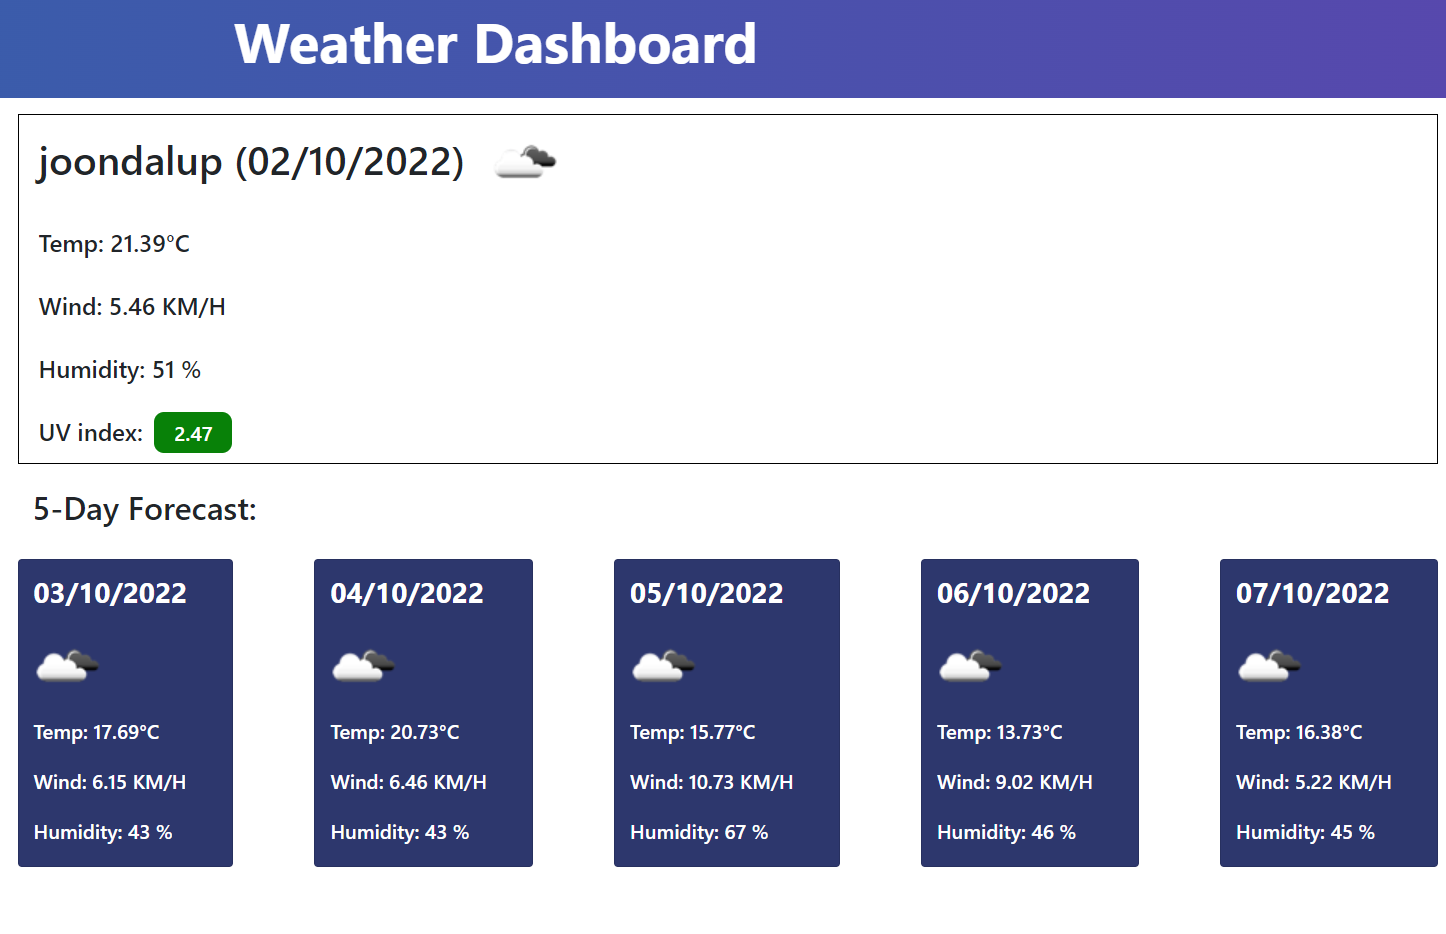 Weather Dashboard
joondalup (02/10/2022)
Temp: 21.39°C
Wind: 5.46 KM/H
Humidity: 51 %
UV index: 2.47
5-Day Forecast:
03/10/2022
Temp: 17.69°C
Wind: 6.15 KM/H
Humidity: 43 %
04/10/2022
Temp: 20.73°C
Wind: 6.46 KM/H
Humidity: 43 %
05/10/2022
Temp: 15.77°C
Wind: 10.73 KM/H
Humidity: 67 %
06/10/2022
Temp: 13.73°C
Wind: 9.02 KM/H
Humidity: 46 %
07/10/2022
Temp: 16.38°C
Wind: 5.22 KM/H
Humidity: 45 %